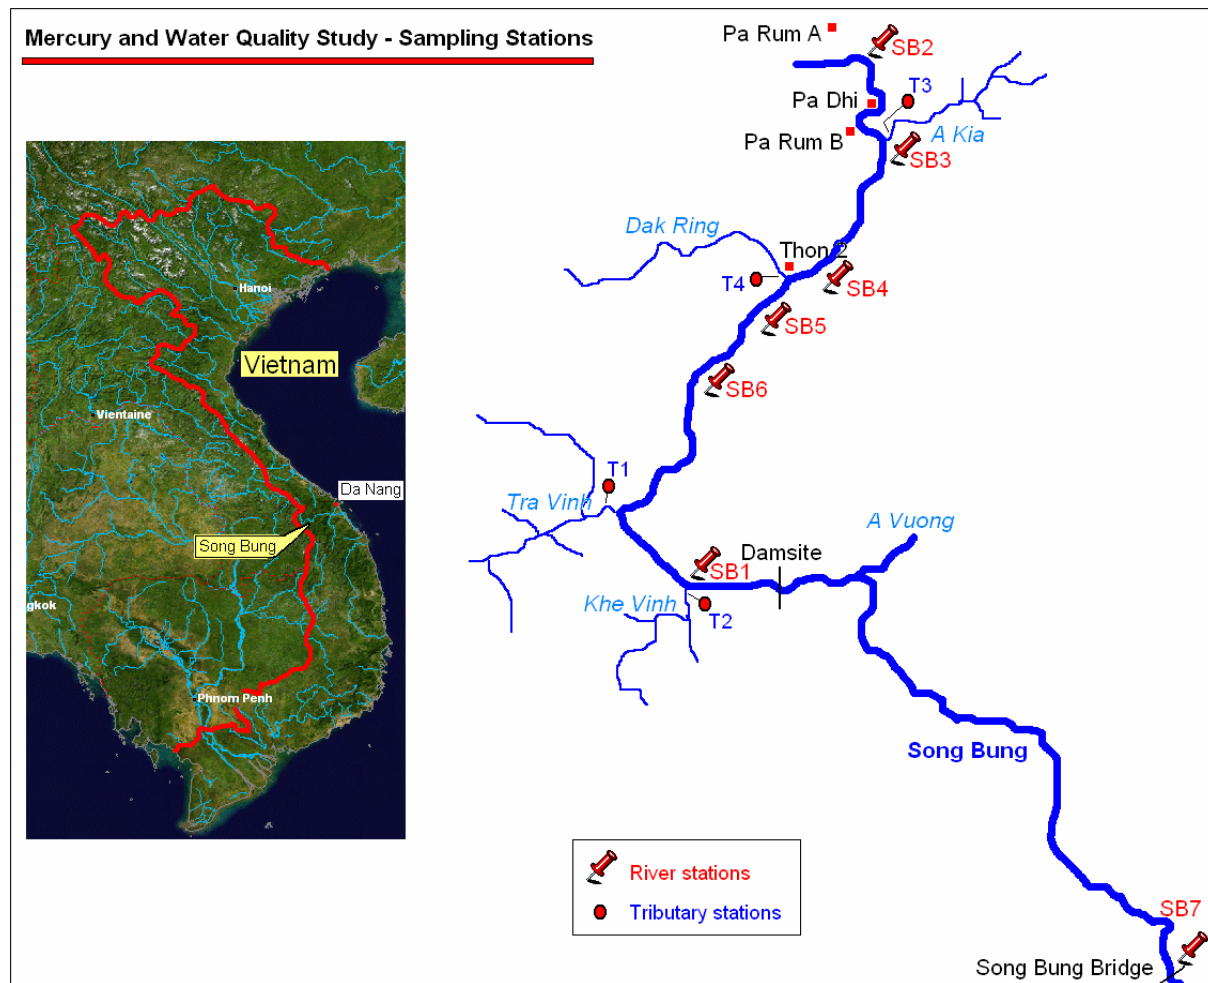 Mercury and Water Quality Study - Sampling Stations
Pa Rum A
SB2
T3
Pa Dhi
A Kia
Pa Rum B
SB3
Dak Ring
Thon 2
T4
SB4
SB5
SB6
T1
Tra Vinh
A Vuong
Damsite
SB1
Khe Vinh
T2
Song Bung
SB7
Song Bung Bridge
River stations
Tributary stations
Hanoi
Vietnam
Vientaine
Da Nang
Song Bung
gkok
Phnom Penh